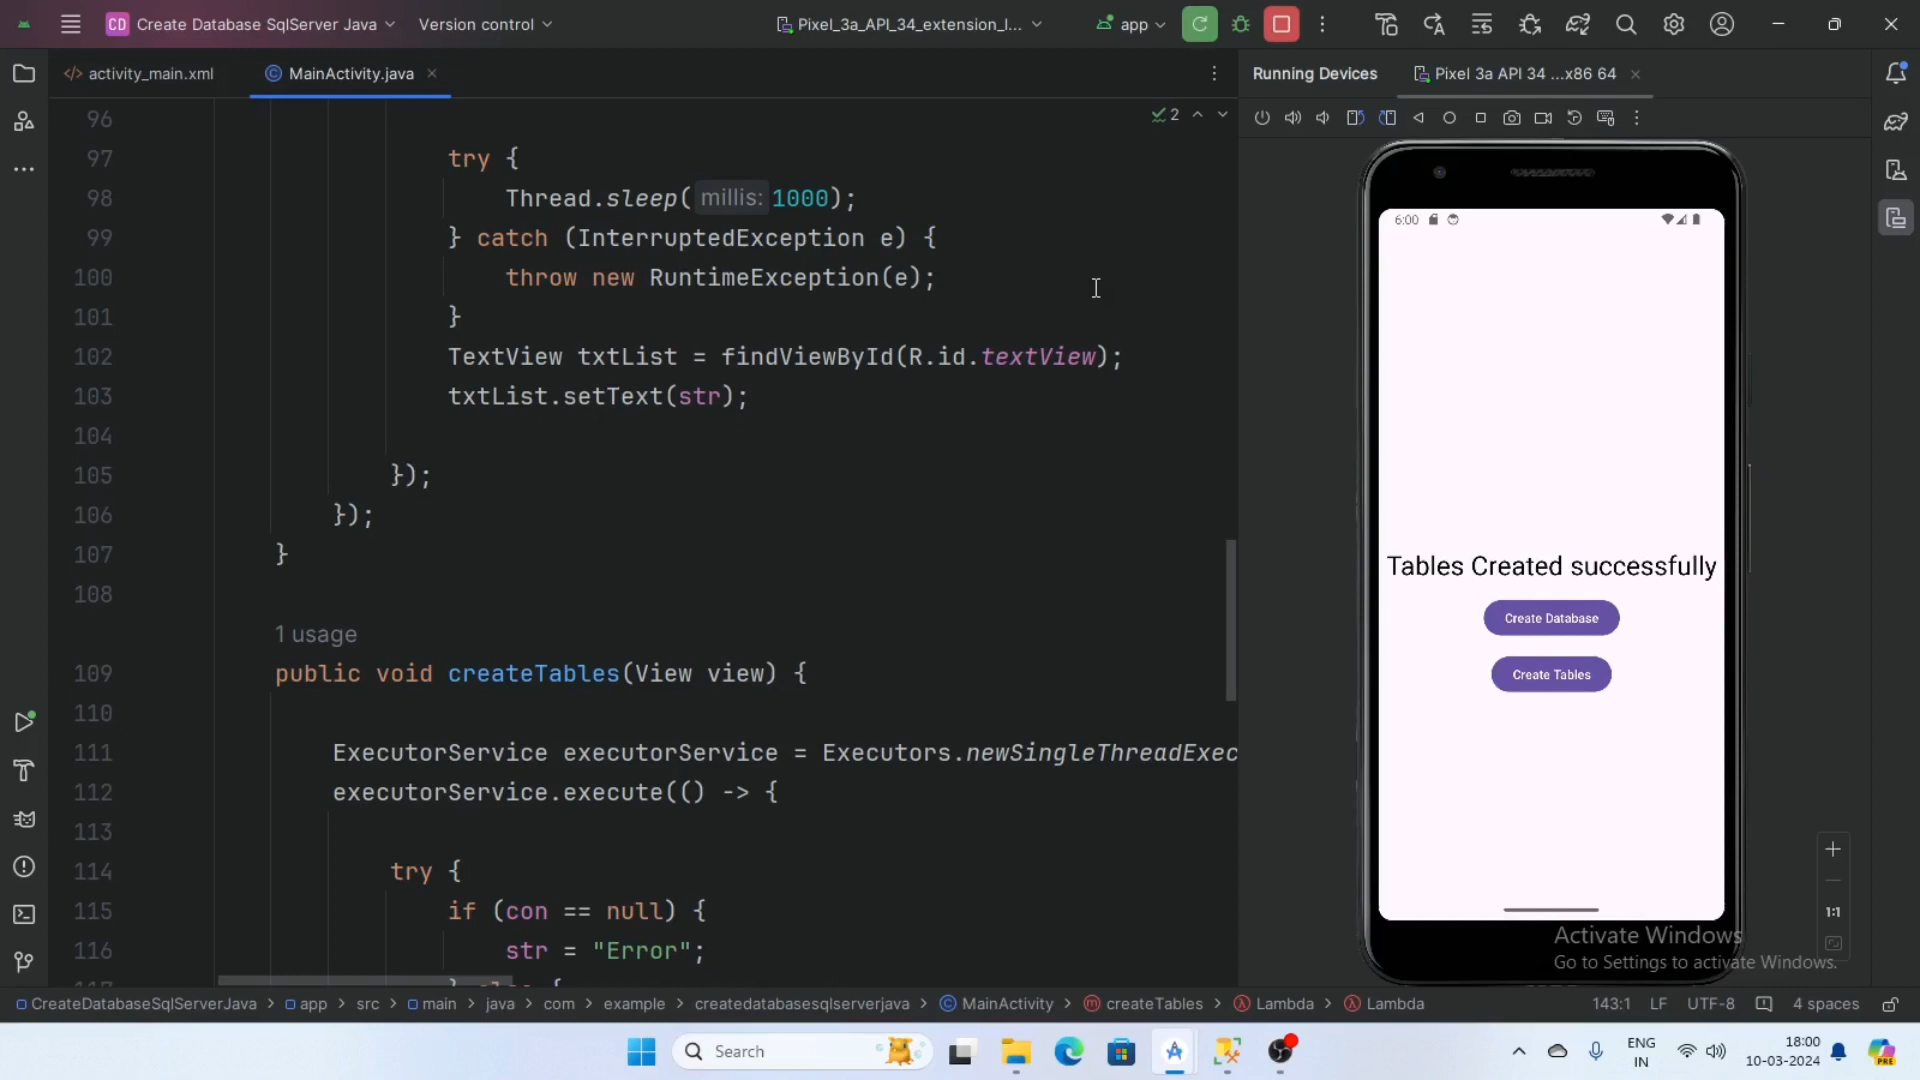 CD Create Database SqlServer Java
Version control
Pixel_3a_API_34_extension_l...
app
activity_main.xml
MainActivity.java
Running Devices
Pixel 3a API 34 ...x86 64
2
96
97 try {
98 Thread.sleep( millis: 1000);
99 } catch (InterruptedException e) {
100 throw new RuntimeException(e);
101 }
102 TextView txtList = findViewById(R.id.textView);
103 txtList.setText(str);
104
105 });
106 });
107 }
108
1 usage
109 public void createTables(View view) {
110
111 ExecutorService executorService = Executors.newSingleThreadExec
112 executorService.execute(() -> {
113
114 try {
115 if (con == null) {
116 str = "Error";
6:00
Tables Created successfully
Create Database
Create Tables
1:1
Activate Windows
Go to Settings to activate Windows.
CreateDatabaseSqlServerJava > app > src > main > java > com > example > createdatabasesqlserverjava > MainActivity > createTables > Lambda > Lambda
143:1 LF UTF-8 4 spaces
Search
ENG
IN
18:00
10-03-2024
PRE